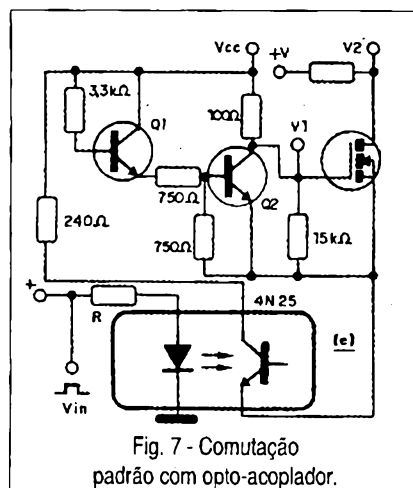 Vcc
+V
V2
3,3kΩ
Q1
100Ω
V1
750Ω
Q2
240Ω
750Ω
15kΩ
+
R
4N25
(e)
Vin
Fig. 7 - Comutação
padrão com opto-acoplador.